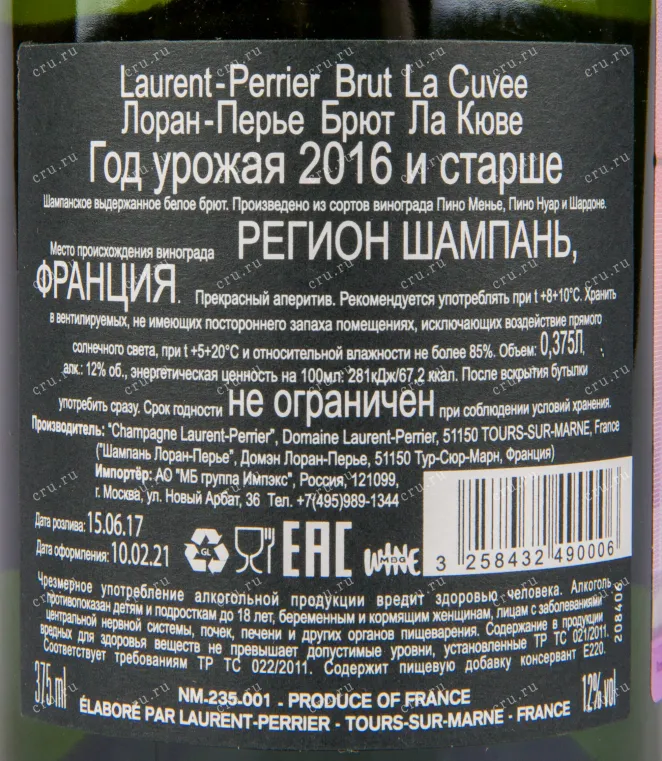 Laurent-Perrier Brut La Cuvee
Лоран-Перье Брют Ла Кюве
Год урожая 2016 и старше
Шампанское выдержанное белое брют. Произведено из сортов винограда Пино Менье, Пино Нуар и Шардоне.
Место происхождения винограда РЕГИОН ШАМПАНЬ,
ФРАНЦИЯ. Прекрасный аперитив. Рекомендуется употреблять при t +8+10°C. Хранить
в вентилируемых, не имеющих постороннего запаха помещениях, исключающих воздействие прямого
солнечного света, при t +5+20°C и относительной влажности не более 85%. Объем: 0,375Л,
алк.: 12% об., энергетическая ценность на 100мл: 281кДж/67,2 ккал. После вскрытия бутылки
употребить сразу. Срок годности не ограничен при соблюдении условий хранения.
Производитель: "Champagne Laurent-Perrier", Domaine Laurent-Perrier, 51150 TOURS-SUR-MARNE, France
("Шампань Лоран-Перье", Домэн Лоран-Перье, 51150 Тур-Сюр-Марн, Франция)
Импортёр: АО "МБ группа Импэкс", Россия, 121099,
г. Москва, ул. Новый Арбат, 36 Тел. +7(495)989-1344
Дата розлива: 15.06.17
Дата оформления: 10.02.21
GL
EAC
WINE
MBG
3 258432 490006
Чрезмерное употребление алкогольной продукции вредит здоровью человека. Алкоголь
противопоказан детям и подросткам до 18 лет, беременным и кормящим женщинам, лицам с заболеваниями
центральной нервной системы, почек, печени и других органов пищеварения. Содержание в продукции
вредных для здоровья веществ не превышает допустимые уровни, установленные ТР ТС 021/2011.
Соответствует требованиям ТР ТС 022/2011. Содержит пищевую добавку консервант Е220.
208406
375 ml
12% vol
NM-235-001 - PRODUCE OF FRANCE
ÉLABORÉ PAR LAURENT-PERRIER - TOURS-SUR-MARNE - FRANCE
cru.ru